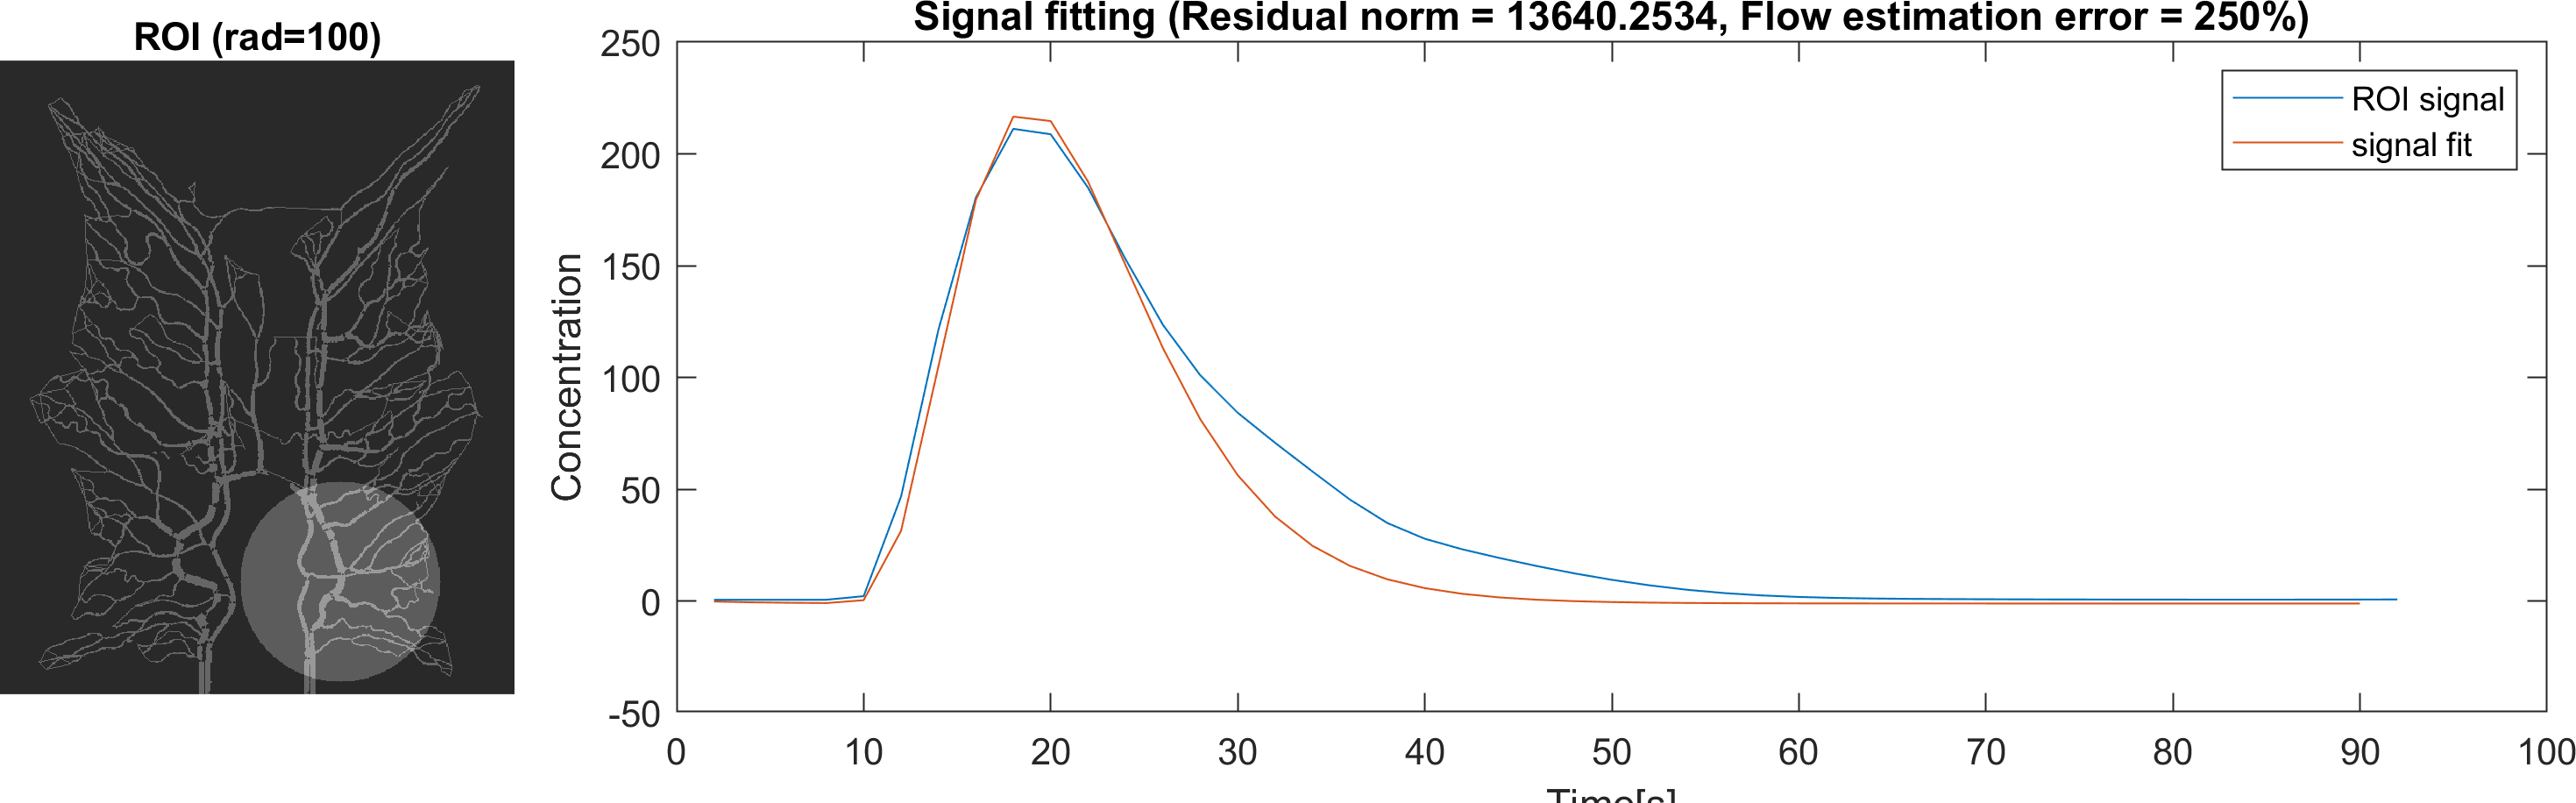 ROI (rad=100)
Signal fitting (Residual norm = 13640.2534, Flow estimation error = 250%)
250
200
150
100
50
0
-50
Concentration
ROI signal
signal fit
0 10 20 30 40 50 60 70 80 90 100
Time[s]